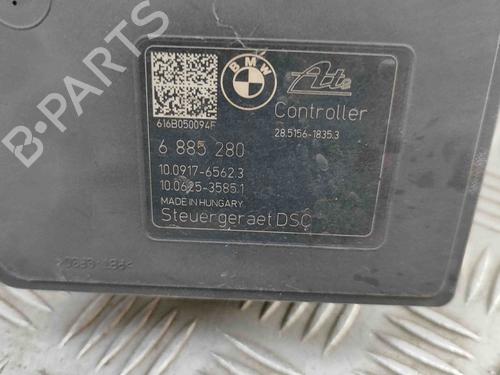 B-PARTS
BMW
Ate
Controller
616B050094F
28.5156-1835.3
6 885 280
10.0917-6562.3
10.0625-3585.1
MADE IN HUNGARY
Steuergeraet DSC